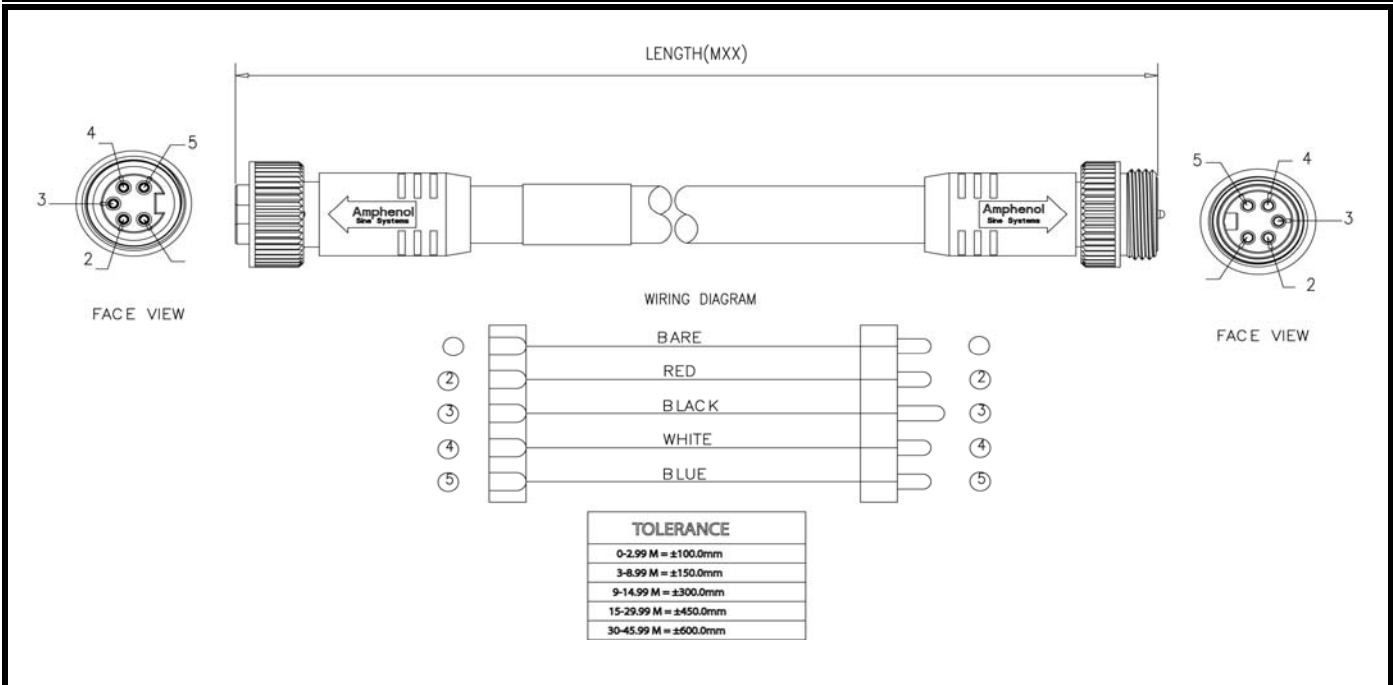 LENGTH(MXX)
4
5
3
2
FACE VIEW
Amphenol
Sine Systems
Amphenol
Sine Systems
5
4
3
2
FACE VIEW
WIRING DIAGRAM
BARE
2 RED 2
3 BLACK 3
4 WHITE 4
5 BLUE 5
TOLERANCE
0-2.99 M = ±100.0mm
3-8.99 M = ±150.0mm
9-14.99 M = ±300.0mm
15-29.99 M = ±450.0mm
30-45.99 M = ±600.0mm